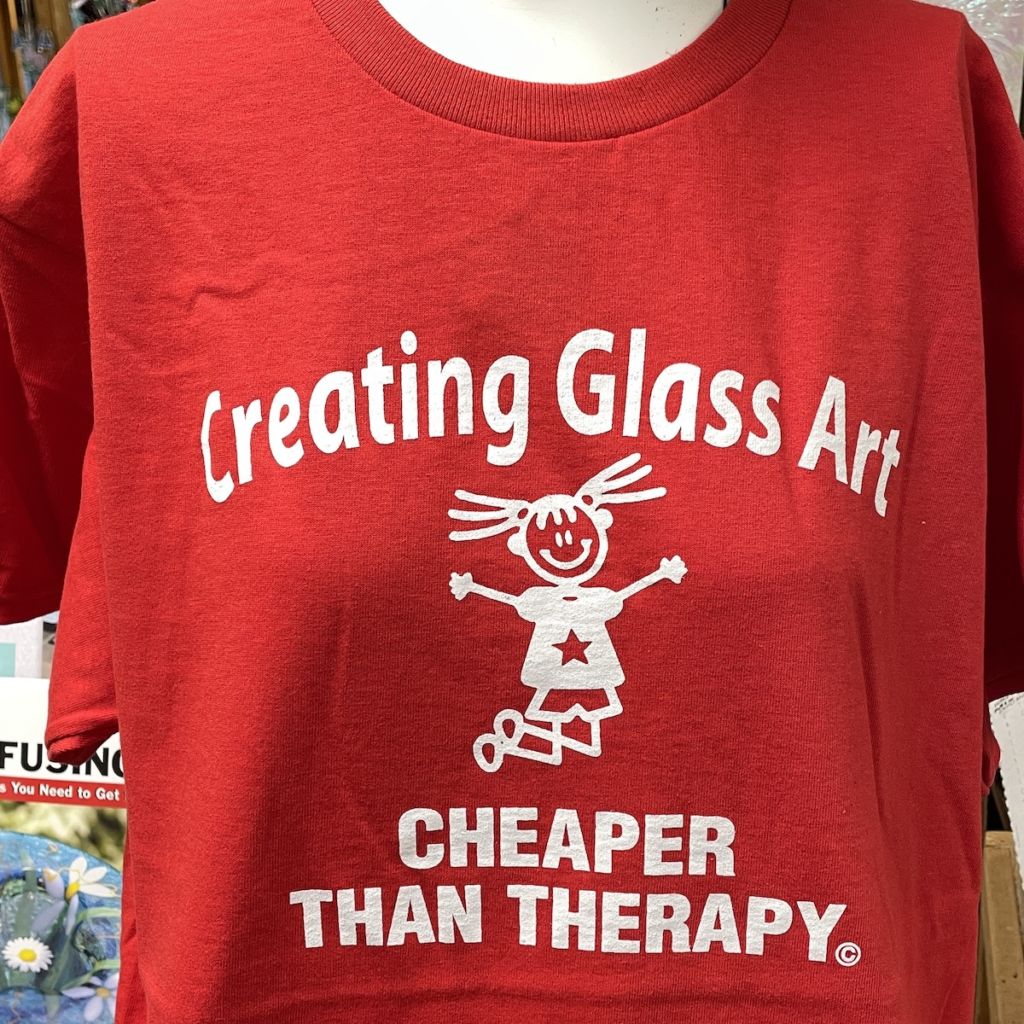 Creating Glass Art
CHEAPER
THAN THERAPY©
FUSING
s You Need to Get